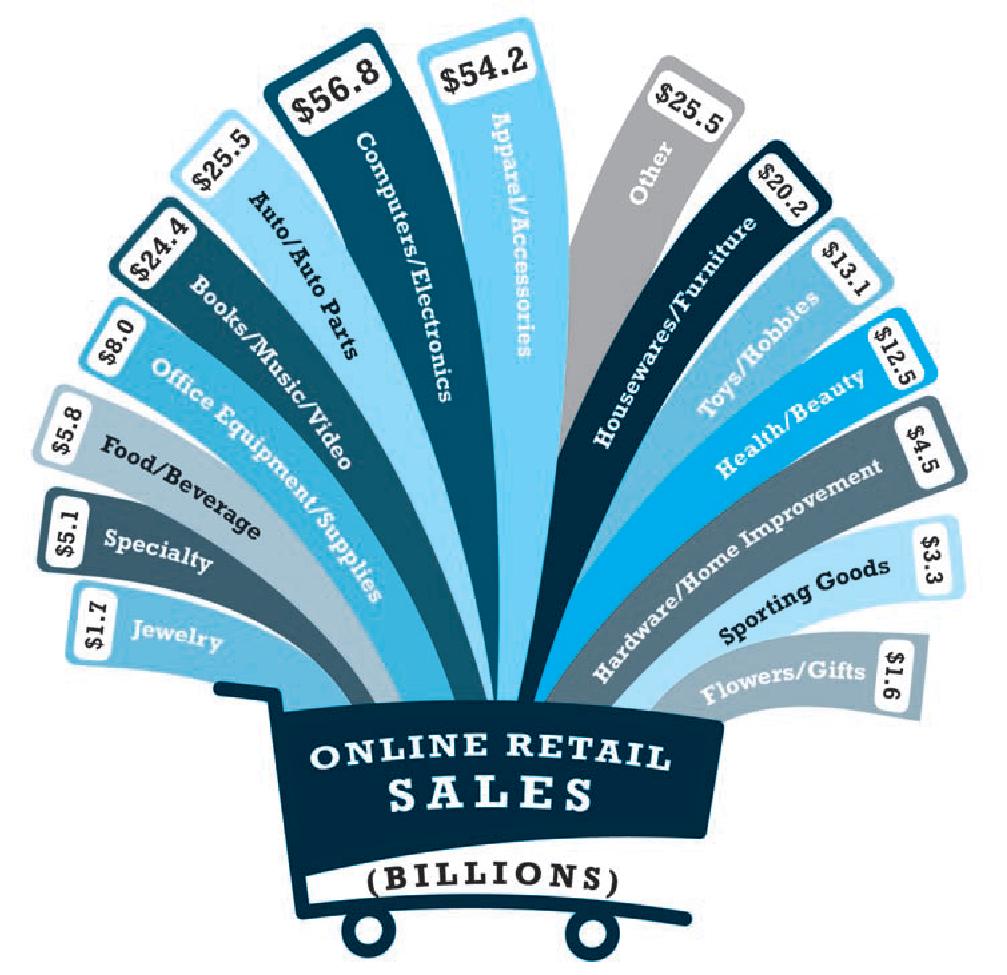 $1.7
Jewelry
$5.1
Specialty
$5.8
Food/Beverage
$8.0
Office Equipment/Supplies
$24.4
Books/Music/Video
$25.5
Auto/Auto Parts
$56.8
Computers/Electronics
$54.2
Apparel/Accessories
$25.5
Other
$20.2
Housewares/Furniture
$13.1
Toys/Hobbies
$12.5
Health/Beauty
$4.5
Hardware/Home Improvement
$3.3
Sporting Goods
$1.6
Flowers/Gifts
ONLINE RETAIL
SALES
(BILLIONS)